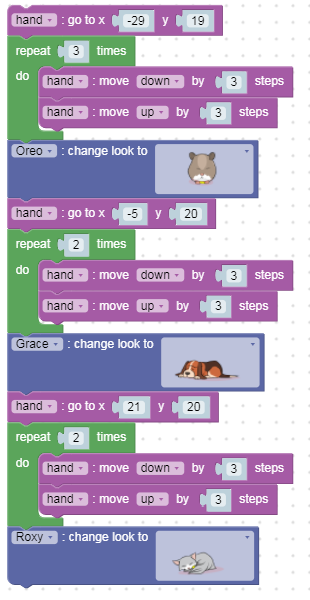 hand : go to x -29 y 19
repeat 3 times
do hand : move down by 3 steps
hand : move up by 3 steps
Oreo : change look to
hand : go to x -5 y 20
repeat 2 times
do hand : move down by 3 steps
hand : move up by 3 steps
Grace : change look to
hand : go to x 21 y 20
repeat 2 times
do hand : move down by 3 steps
hand : move up by 3 steps
Roxy : change look to